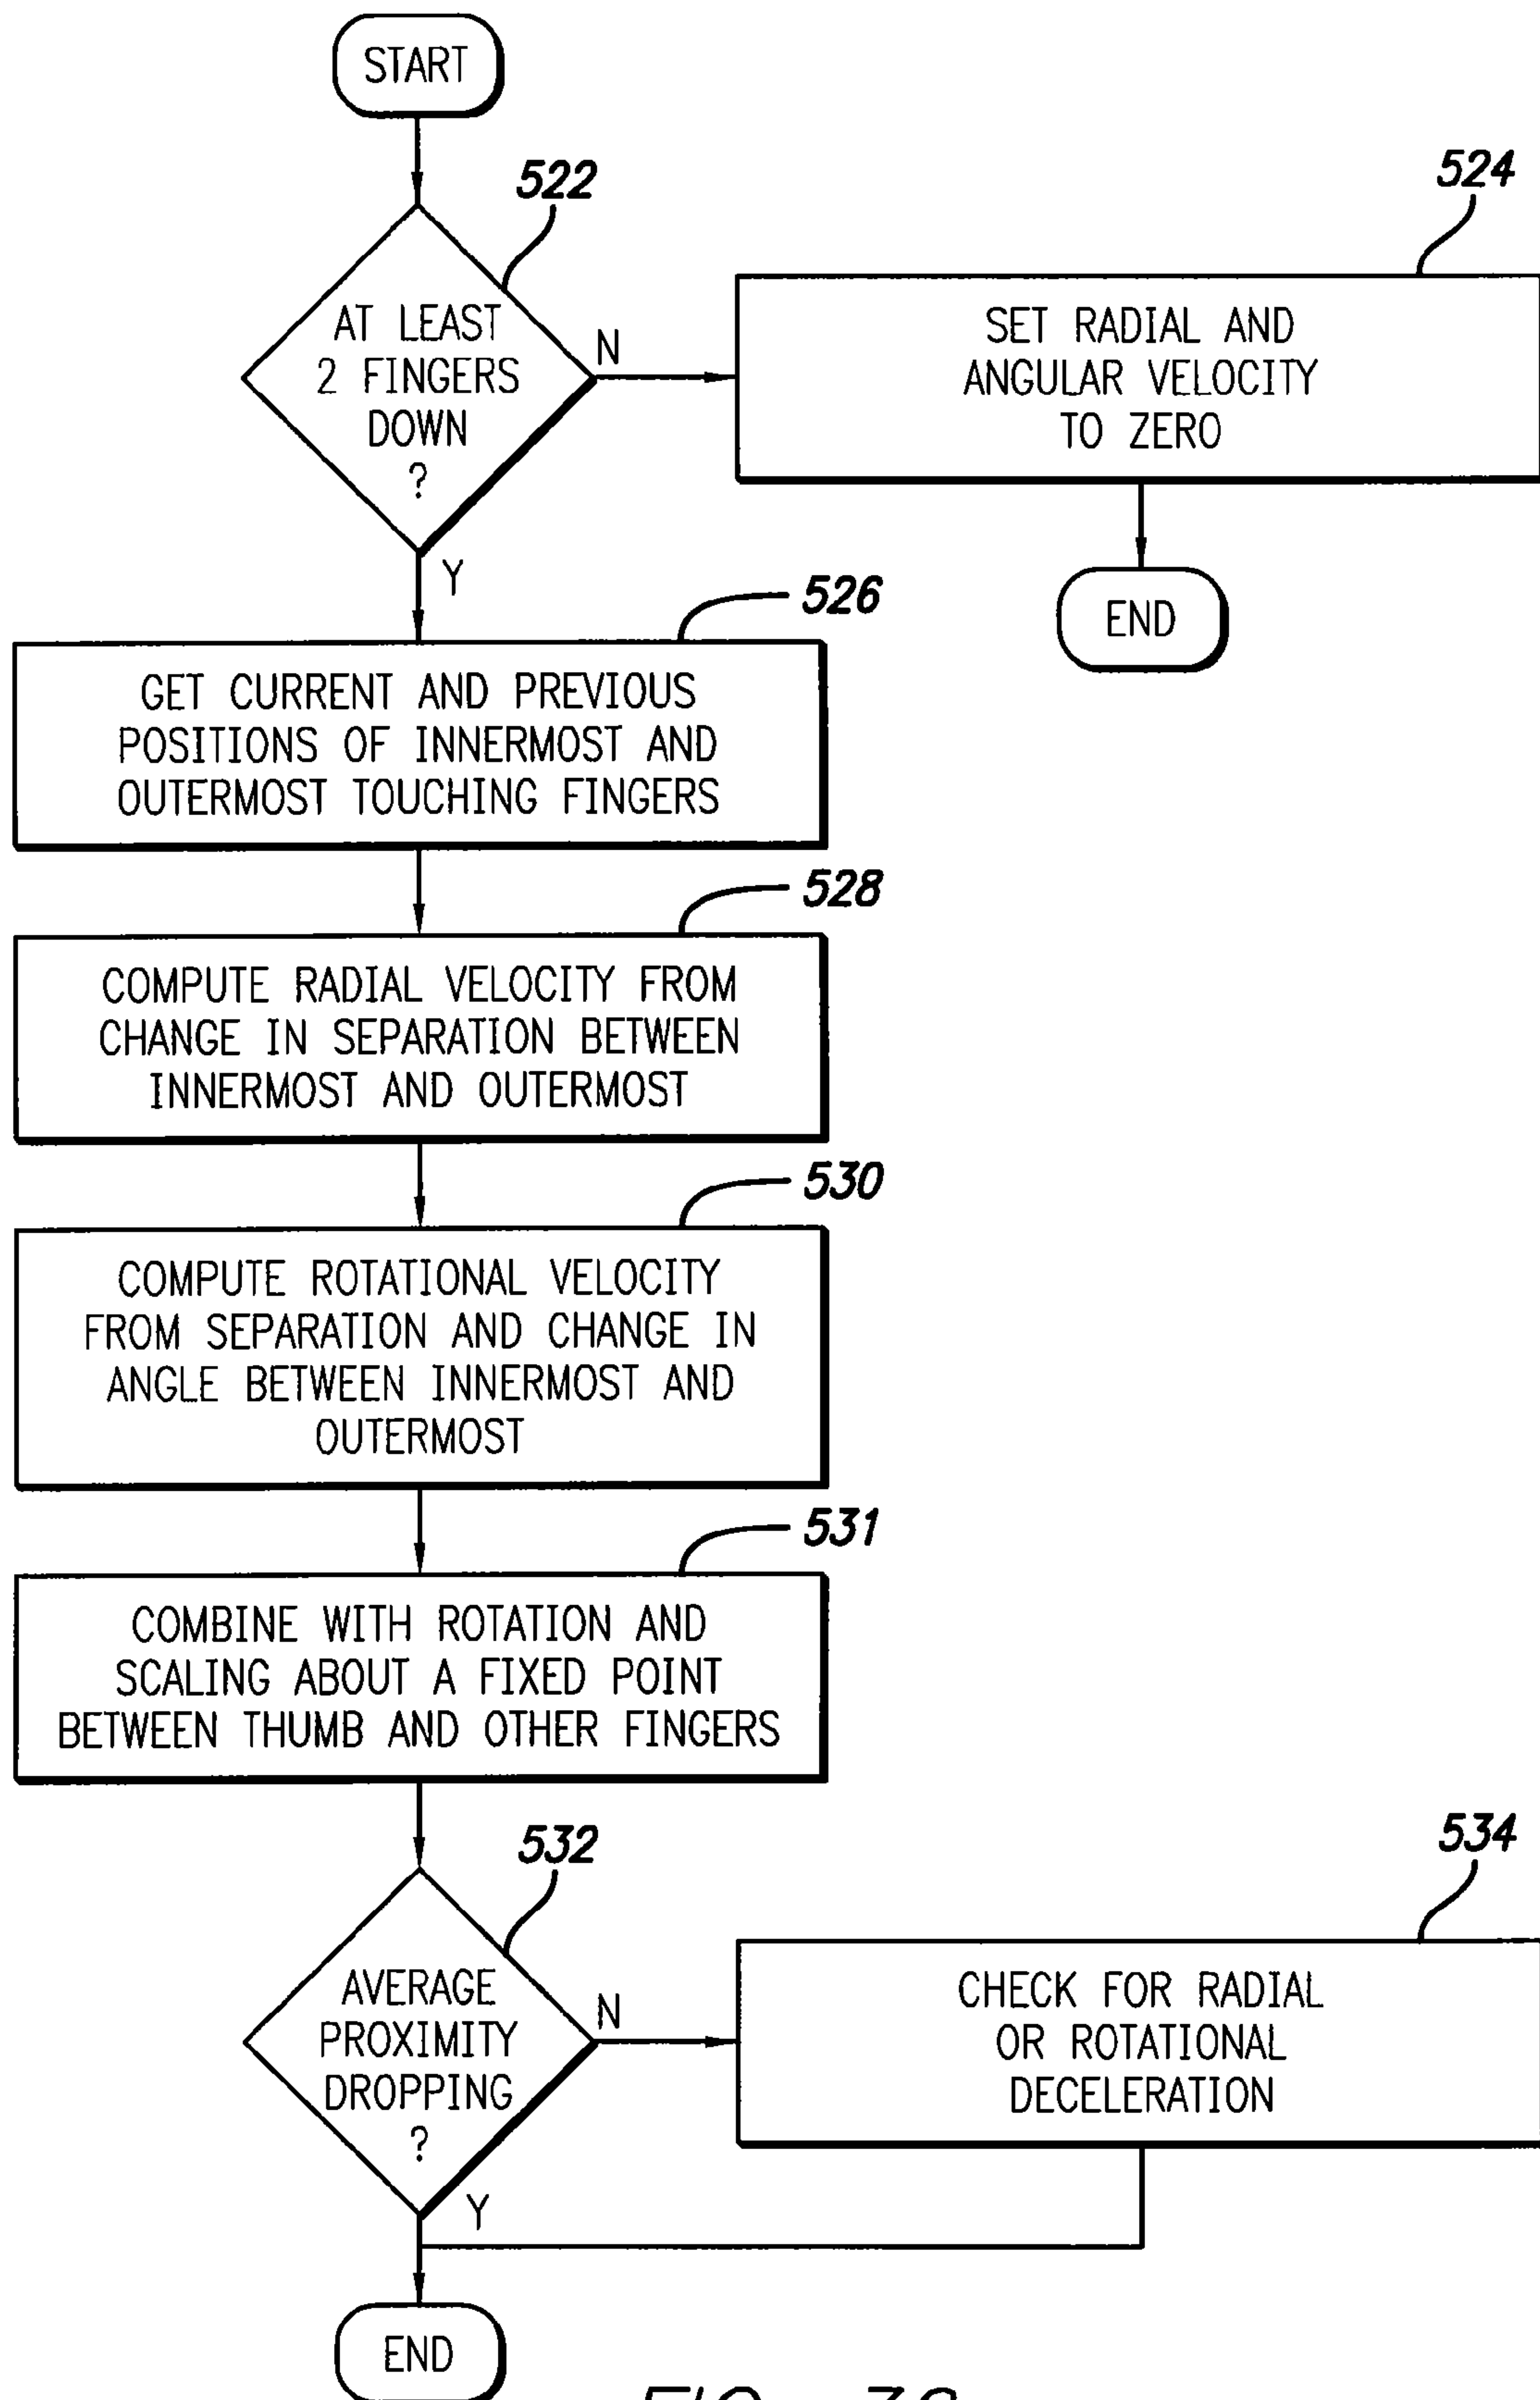 START
522
524
AT LEAST
2 FINGERS
DOWN
?
N
SET RADIAL AND
ANGULAR VELOCITY
TO ZERO
Y
END
526
GET CURRENT AND PREVIOUS
POSITIONS OF INNERMOST AND
OUTERMOST TOUCHING FINGERS
528
COMPUTE RADIAL VELOCITY FROM
CHANGE IN SEPARATION BETWEEN
INNERMOST AND OUTERMOST
530
COMPUTE ROTATIONAL VELOCITY
FROM SEPARATION AND CHANGE IN
ANGLE BETWEEN INNERMOST AND
OUTERMOST
531
COMBINE WITH ROTATION AND
SCALING ABOUT A FIXED POINT
BETWEEN THUMB AND OTHER FINGERS
532
534
AVERAGE
PROXIMITY
DROPPING
?
N
CHECK FOR RADIAL
OR ROTATIONAL
DECELERATION
Y
END